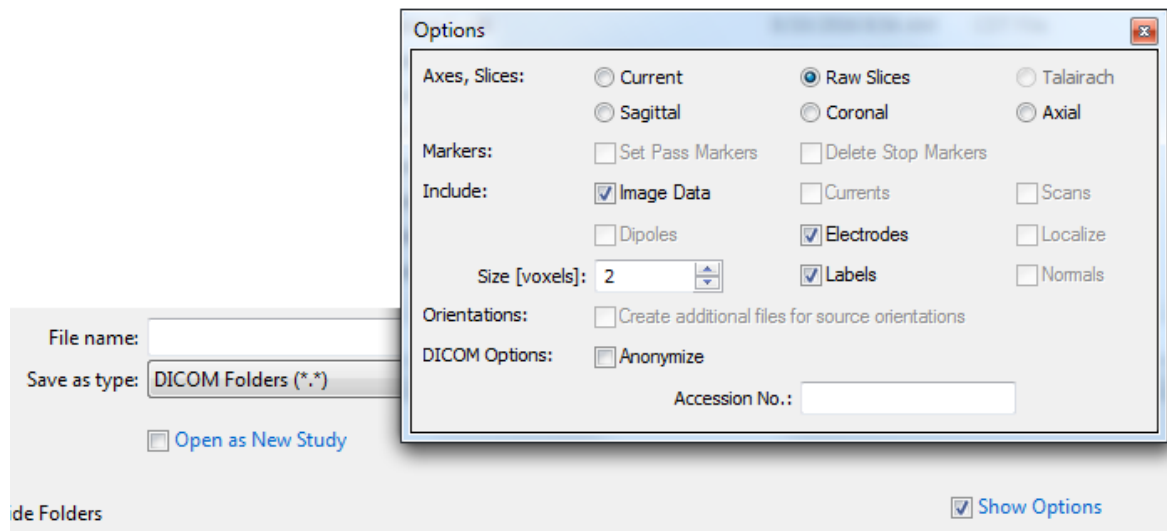 Options
Axes, Slices: Current Raw Slices Talairach
Sagittal Coronal Axial
Markers: Set Pass Markers Delete Stop Markers
Include: Image Data Currents Scans
Dipoles Electrodes Localize
Size [voxels]: 2 Labels Normals
Orientations: Create additional files for source orientations
File name:
DICOM Options: Anonymize
Save as type: DICOM Folders (*.*)
Accession No.:
Open as New Study
ide Folders Show Options